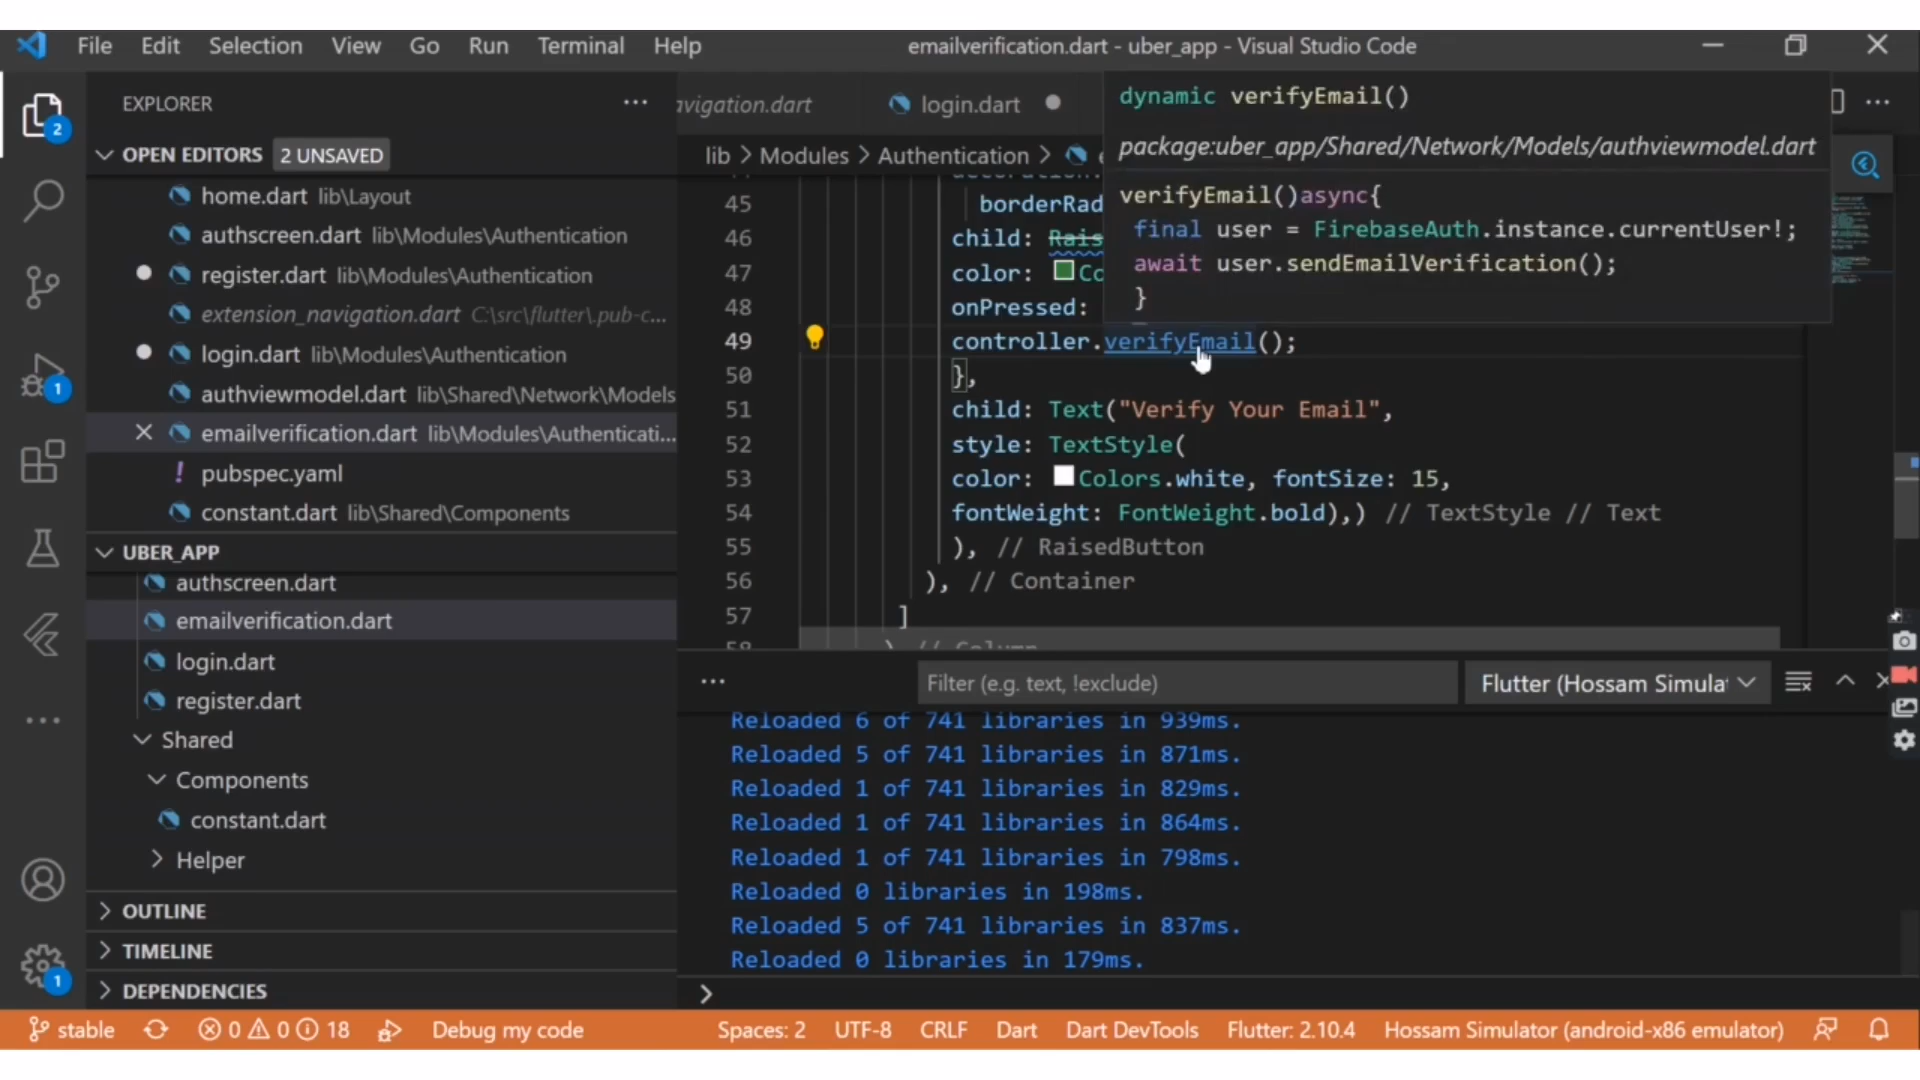 File Edit Selection View Go Run Terminal Help
emailverification.dart - uber_app - Visual Studio Code
EXPLORER
OPEN EDITORS 2 UNSAVED
home.dart lib\Layout
authscreen.dart lib\Modules\Authentication
register.dart lib\Modules\Authentication
extension_navigation.dart C:\src\flutter\.pub-c...
login.dart lib\Modules\Authentication
authviewmodel.dart lib\Shared\Network\Models
emailverification.dart lib\Modules\Authenticati...
! pubspec.yaml
constant.dart lib\Shared\Components
UBER_APP
authscreen.dart
emailverification.dart
login.dart
register.dart
Shared
Components
constant.dart
Helper
OUTLINE
TIMELINE
DEPENDENCIES
2
1
1
avigation.dart login.dart
lib > Modules > Authentication >
dynamic verifyEmail()
package:uber_app/Shared/Network/Models/authviewmodel.dart
verifyEmail()async{
final user = FirebaseAuth.instance.currentUser!;
await user.sendEmailVerification();
}
45 borderRad
46 child: Rais
47 color: Co
48 onPressed:
49 controller.verifyEmail();
50 },
51 child: Text("Verify Your Email",
52 style: TextStyle(
53 color: Colors.white, fontSize: 15,
54 fontWeight: FontWeight.bold),) // TextStyle // Text
55 ), // RaisedButton
56 ), // Container
57 ]
58 ) // Column
Filter (e.g. text, !exclude) Flutter (Hossam Simulat
Reloaded 6 of 741 libraries in 939ms.
Reloaded 5 of 741 libraries in 871ms.
Reloaded 1 of 741 libraries in 829ms.
Reloaded 1 of 741 libraries in 864ms.
Reloaded 1 of 741 libraries in 798ms.
Reloaded 0 libraries in 198ms.
Reloaded 5 of 741 libraries in 837ms.
Reloaded 0 libraries in 179ms.
>
stable 0 0 18 Debug my code Spaces: 2 UTF-8 CRLF Dart Dart DevTools Flutter: 2.10.4 Hossam Simulator (android-x86 emulator)